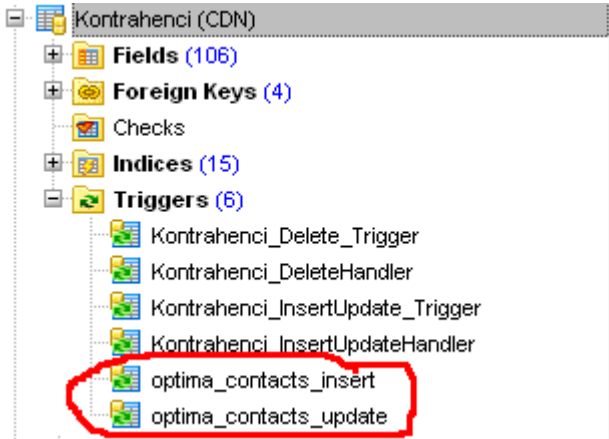 Kontrahenci (CDN)
Fields (106)
Foreign Keys (4)
Checks
Indices (15)
Triggers (6)
Kontrahenci_Delete_Trigger
Kontrahenci_DeleteHandler
Kontrahenci_InsertUpdate_Trigger
Kontrahenci_InsertUpdateHandler
optima_contacts_insert
optima_contacts_update